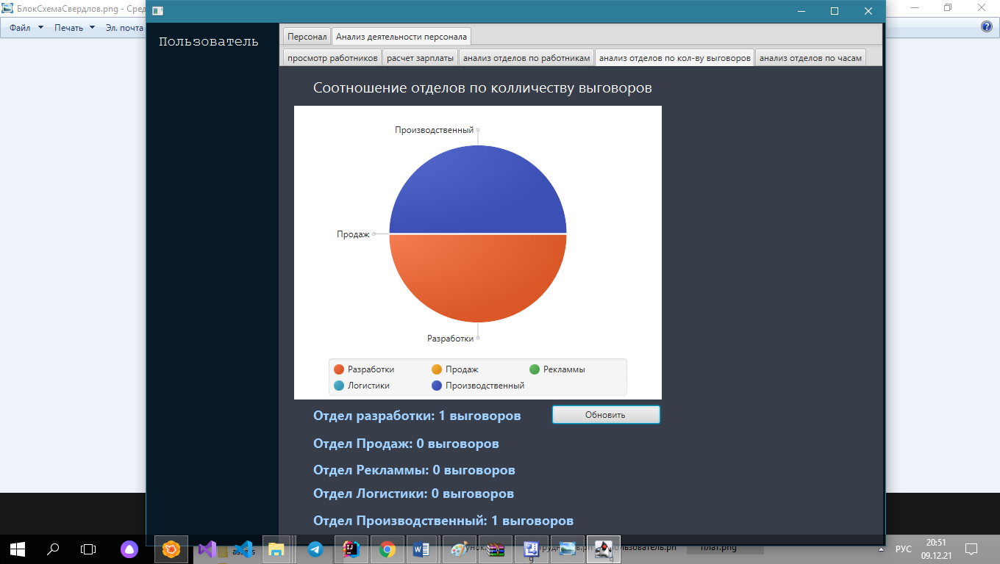 БлокСхемаСвердлов.png - Сред
Файл Печать Эл. почта
Пользователь
Персонал Анализ деятельности персонала
просмотр работников расчет зарплаты анализ отделов по работникам анализ отделов по кол-ву выговоров анализ отделов по часам
Соотношение отделов по колличеству выговоров
Производственный
Продаж
Разработки
Разработки Продаж Рекламмы
Логистики Производственный
Отдел разработки: 1 выговоров
Обновить
Отдел Продаж: 0 выговоров
Отдел Рекламмы: 0 выговоров
Отдел Логистики: 0 выговоров
Отдел Производственный: 1 выговоров
плат.png
РУС
20:51
09.12.21